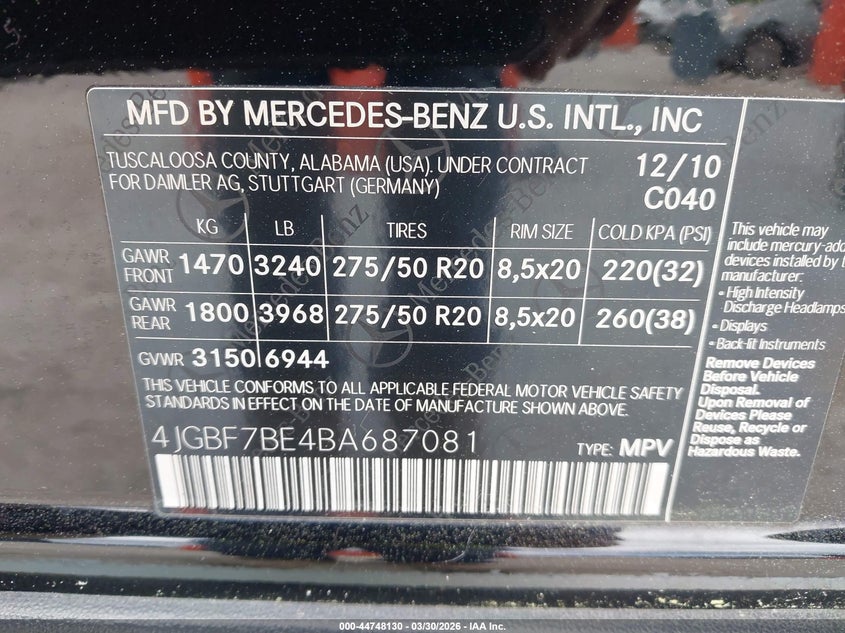 MFD BY MERCEDES-BENZ U.S. INTL., INC
TUSCALOOSA COUNTY, ALABAMA (USA). UNDER CONTRACT
FOR DAIMLER AG, STUTTGART (GERMANY)
12/10
C040
KG LB TIRES RIM SIZE COLD KPA (PSI)
GAWR FRONT 1470 3240 275/50 R20 8,5x20 220(32)
GAWR REAR 1800 3968 275/50 R20 8,5x20 260(38)
GVWR 3150 6944
THIS VEHICLE CONFORMS TO ALL APPLICABLE FEDERAL MOTOR VEHICLE SAFETY
STANDARDS IN EFFECT ON THE DATE OF MANUFACTURE SHOWN ABOVE.
4JGBF7BE4BA687081
TYPE: MPV
This vehicle may
include mercury-add
devices installed by
manufacturer:
• High Intensity
Discharge Headlamps
• Displays
• Back-lit Instruments
Remove Devices
Before Vehicle
Disposal.
Upon Removal of
Devices Please
Reuse, Recycle or
Dispose as
Hazardous Waste.
Mercedes-Benz
000-44748130 - 03/30/2026 - IAA Inc.